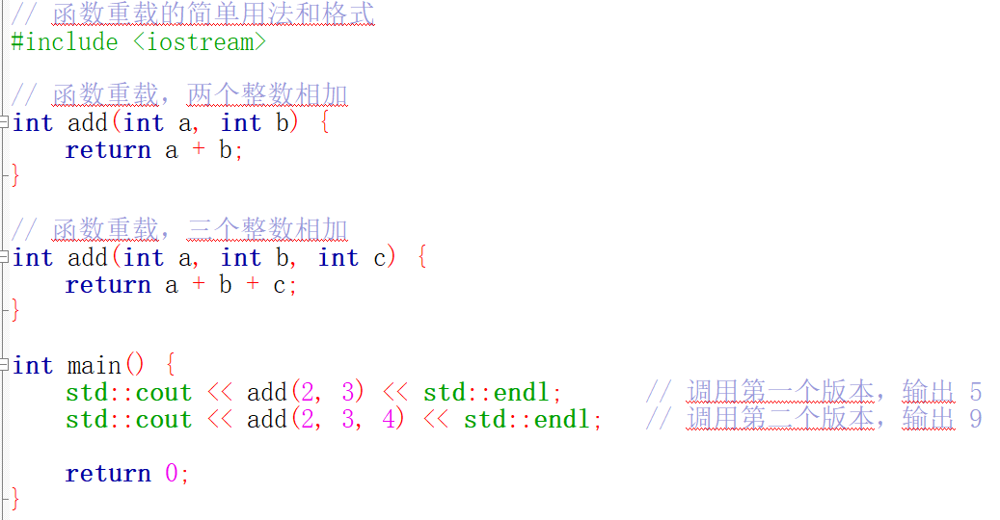 // 函数重载的简单用法和格式
#include <iostream>
// 函数重载，两个整数相加
int add(int a, int b) {
    return a + b;
}
// 函数重载，三个整数相加
int add(int a, int b, int c) {
    return a + b + c;
}
int main() {
    std::cout << add(2, 3) << std::endl;      // 调用第一个版本，输出 5
    std::cout << add(2, 3, 4) << std::endl;   // 调用第二个版本，输出 9
    return 0;
}